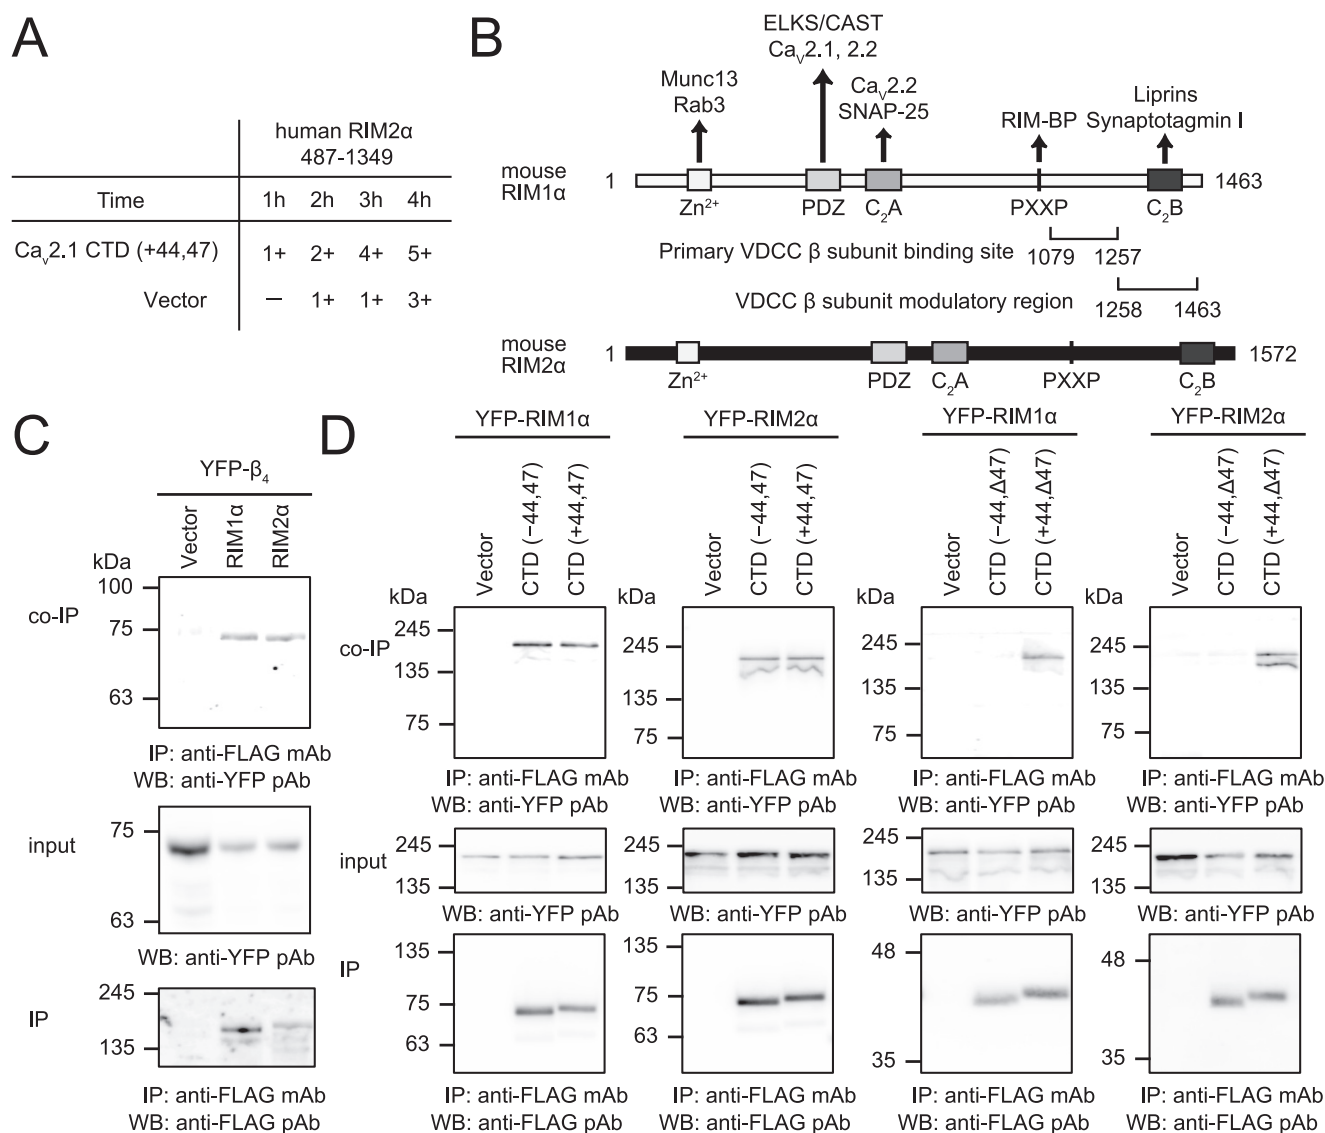 A
human RIM2α
487-1349
Time 1h 2h 3h 4h
Caᵥ2.1 CTD (+44,47) 1+ 2+ 4+ 5+
Vector – 1+ 1+ 3+
B
ELKS/CAST
Caᵥ2.1, 2.2
Munc13
Rab3
Caᵥ2.2
SNAP-25
RIM-BP
Liprins
Synaptotagmin I
mouse
RIM1α
1 1463
Zn²⁺ PDZ C₂A PXXP C₂B
Primary VDCC β subunit binding site 1079 1257
VDCC β subunit modulatory region 1258 1463
mouse
RIM2α
1 1572
Zn²⁺ PDZ C₂A PXXP C₂B
C
YFP-β₄
Vector
RIM1α
RIM2α
kDa
co-IP
100
75
63
IP: anti-FLAG mAb
WB: anti-YFP pAb
input
75
63
WB: anti-YFP pAb
IP
245
135
IP: anti-FLAG mAb
WB: anti-FLAG pAb
D
YFP-RIM1α
Vector
CTD (−44,47)
CTD (+44,47)
kDa
co-IP
245
135
75
IP: anti-FLAG mAb
WB: anti-YFP pAb
input
245
135
WB: anti-YFP pAb
IP
135
75
63
IP: anti-FLAG mAb
WB: anti-FLAG pAb
YFP-RIM2α
Vector
CTD (−44,47)
CTD (+44,47)
kDa
245
135
75
IP: anti-FLAG mAb
WB: anti-YFP pAb
245
135
WB: anti-YFP pAb
135
75
63
IP: anti-FLAG mAb
WB: anti-FLAG pAb
YFP-RIM1α
Vector
CTD (−44,Δ47)
CTD (+44,Δ47)
kDa
245
135
75
IP: anti-FLAG mAb
WB: anti-YFP pAb
245
135
WB: anti-YFP pAb
48
35
IP: anti-FLAG mAb
WB: anti-FLAG pAb
YFP-RIM2α
Vector
CTD (−44,Δ47)
CTD (+44,Δ47)
kDa
245
135
75
IP: anti-FLAG mAb
WB: anti-YFP pAb
245
135
WB: anti-YFP pAb
48
35
IP: anti-FLAG mAb
WB: anti-FLAG pAb